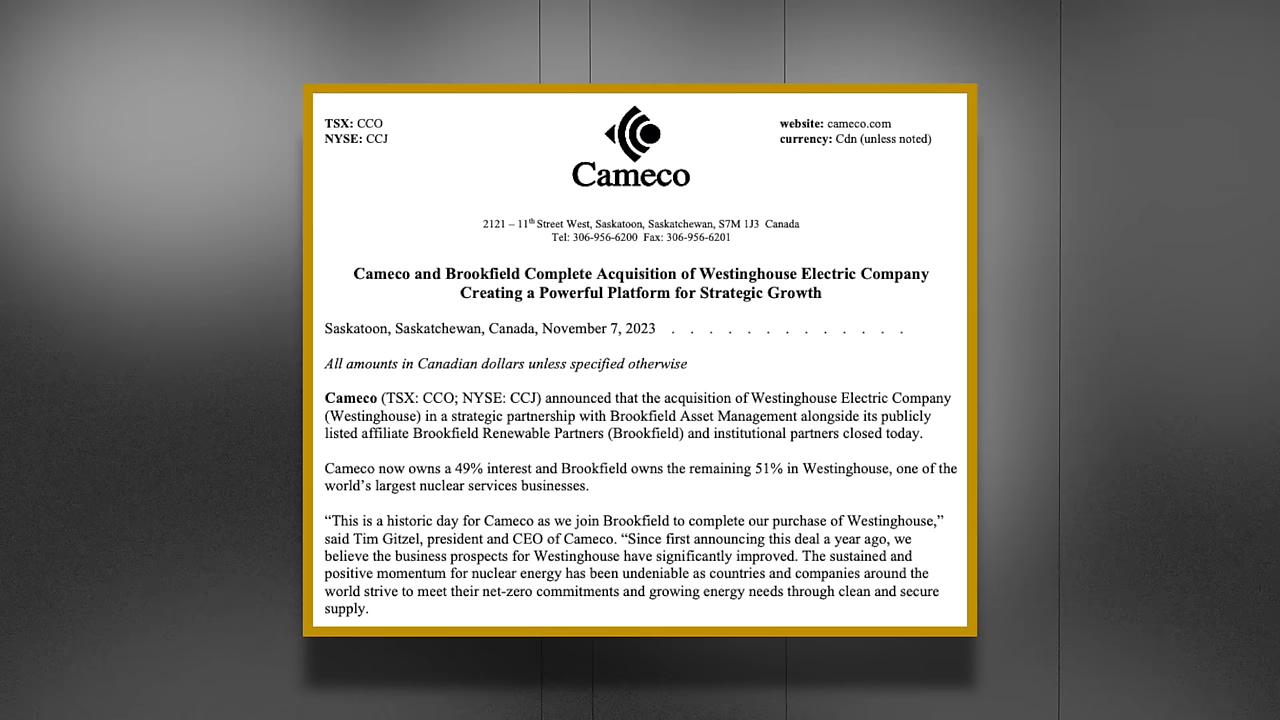 TSX: CCO
NYSE: CCJ
website: cameco.com
currency: Cdn (unless noted)
Cameco
2121 – 11th Street West, Saskatoon, Saskatchewan, S7M 1J3 Canada
Tel: 306-956-6200 Fax: 306-956-6201
Cameco and Brookfield Complete Acquisition of Westinghouse Electric Company
Creating a Powerful Platform for Strategic Growth
Saskatoon, Saskatchewan, Canada, November 7, 2023 . . . . . . . . . . . . .
All amounts in Canadian dollars unless specified otherwise
Cameco (TSX: CCO; NYSE: CCJ) announced that the acquisition of Westinghouse Electric Company
(Westinghouse) in a strategic partnership with Brookfield Asset Management alongside its publicly
listed affiliate Brookfield Renewable Partners (Brookfield) and institutional partners closed today.
Cameco now owns a 49% interest and Brookfield owns the remaining 51% in Westinghouse, one of the
world’s largest nuclear services businesses.
“This is a historic day for Cameco as we join Brookfield to complete our purchase of Westinghouse,”
said Tim Gitzel, president and CEO of Cameco. “Since first announcing this deal a year ago, we
believe the business prospects for Westinghouse have significantly improved. The sustained and
positive momentum for nuclear energy has been undeniable as countries and companies around the
world strive to meet their net-zero commitments and growing energy needs through clean and secure
supply.